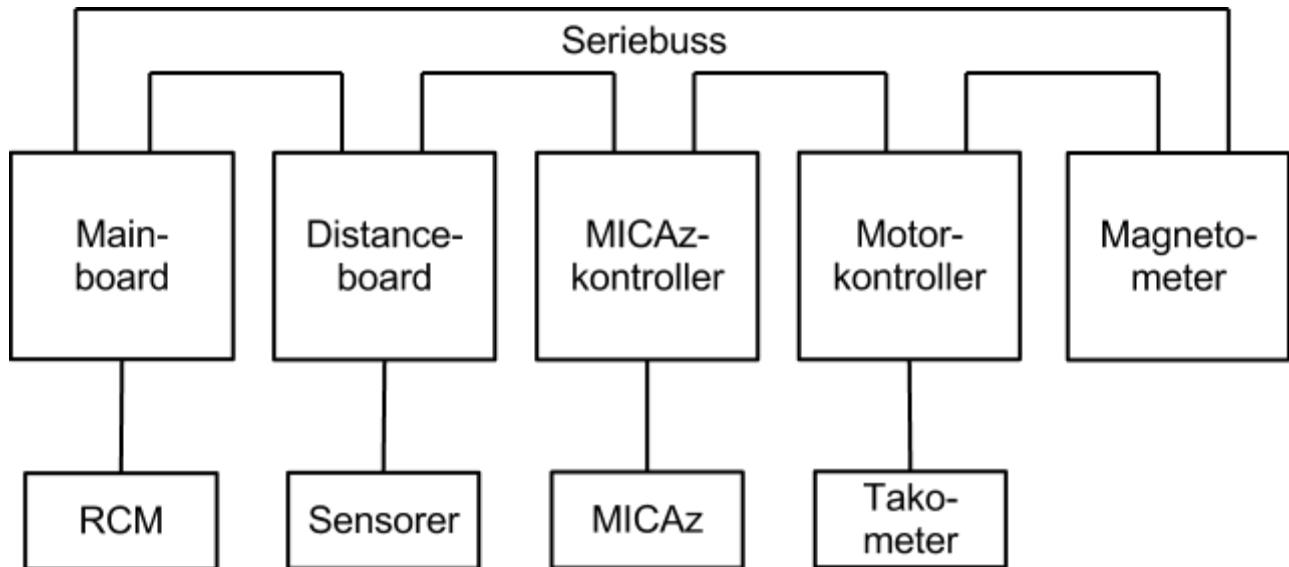 Seriebuss
Main-
board
Distance-
board
MICAz-
kontroller
Motor-
kontroller
Magneto-
meter
RCM
Sensorer
MICAz
Tako-
meter